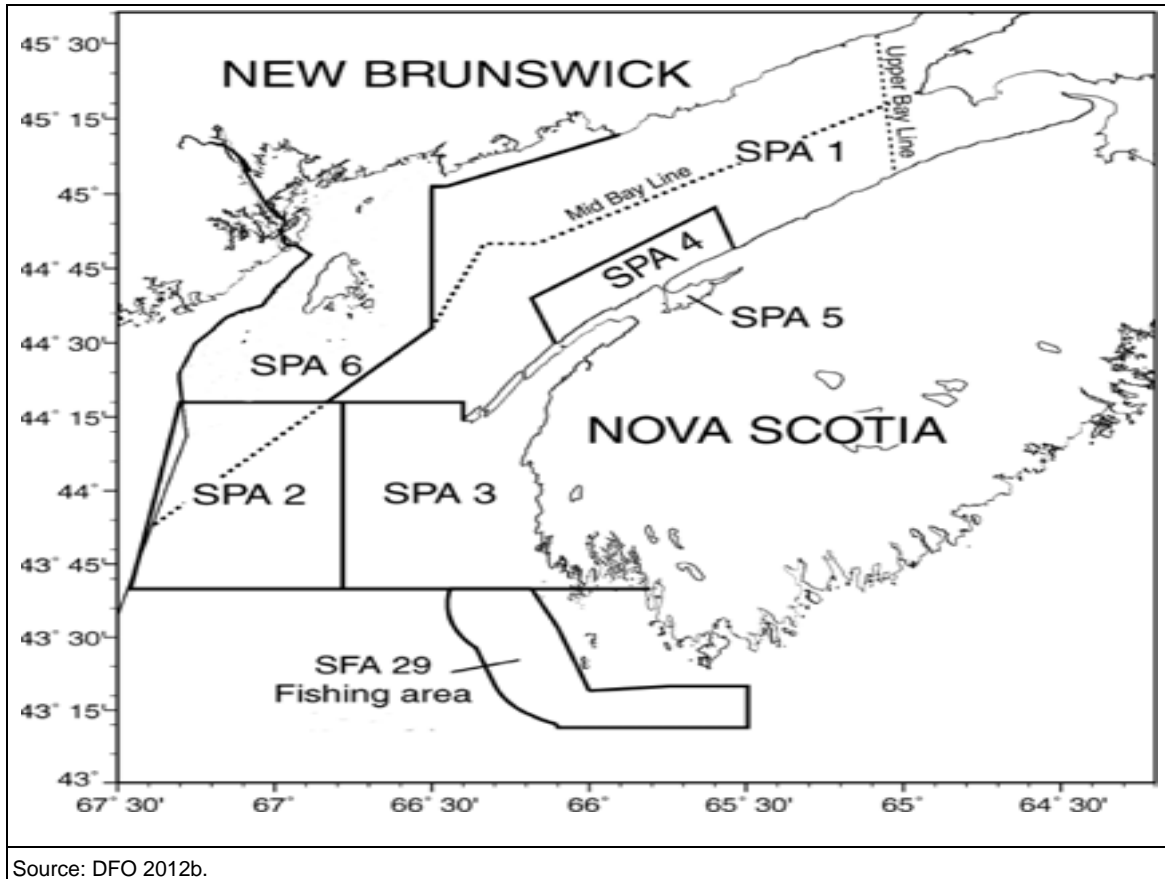 45° 30'
45° 15'
45°
44° 45'
44° 30'
44° 15'
44°
43° 45'
43° 30'
43° 15'
43°
NEW BRUNSWICK
Upper Bay Line
SPA 1
Mid Bay Line
SPA 4
SPA 5
SPA 6
NOVA SCOTIA
SPA 2
SPA 3
SFA 29
Fishing area
67° 30'
67°
66° 30'
66°
65° 30'
65°
64° 30'
Source: DFO 2012b.